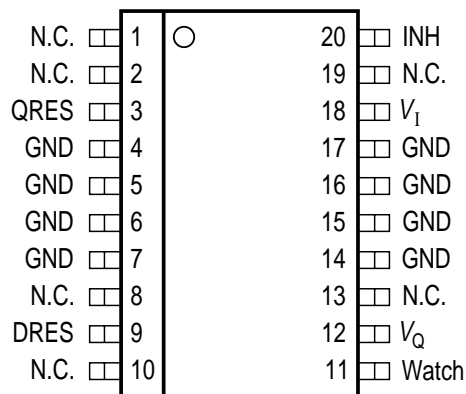 N.C. 1 20 INH
N.C. 2 19 N.C.
QRES 3 18 VI
GND 4 17 GND
GND 5 16 GND
GND 6 15 GND
GND 7 14 GND
N.C. 8 13 N.C.
DRES 9 12 VQ
N.C. 10 11 Watch